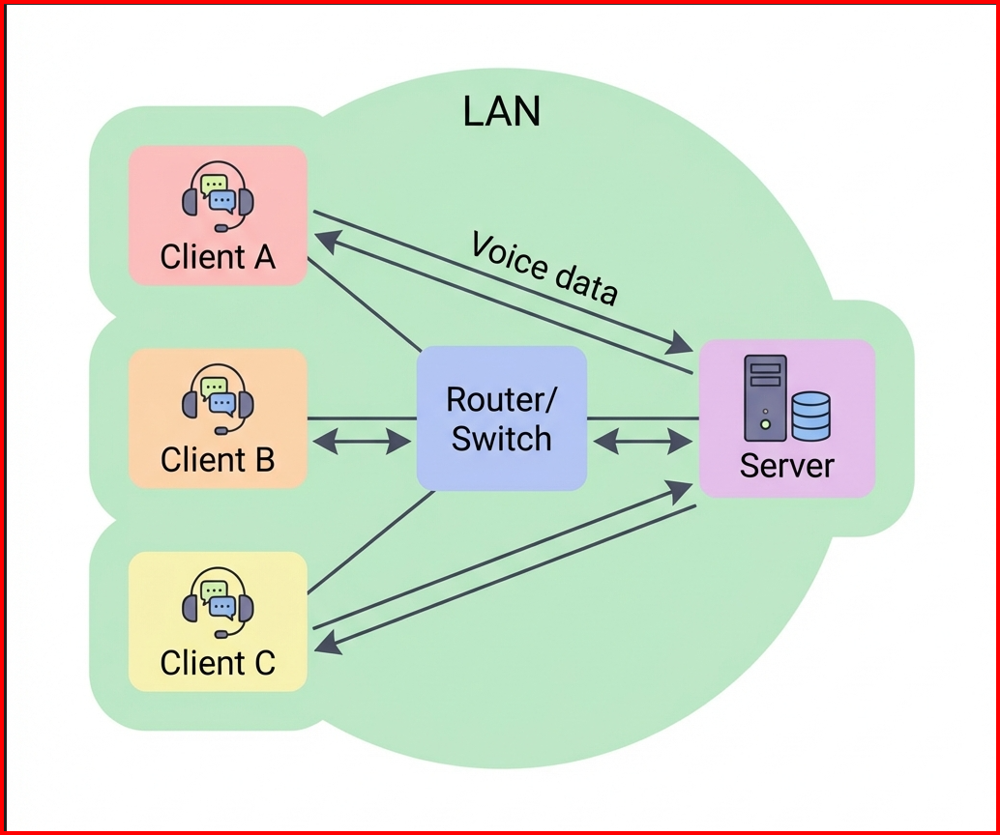 LAN
Client A
Voice data
Client B
Router/
Switch
Server
Client C